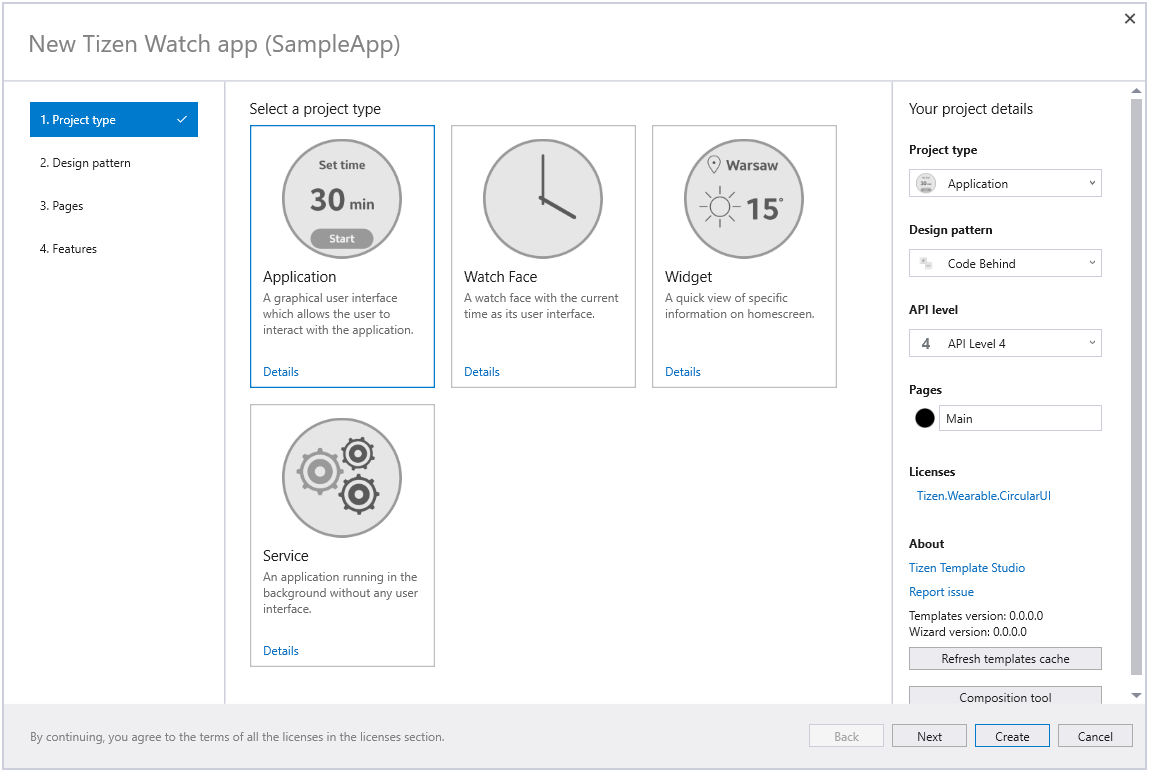 New Tizen Watch app (SampleApp)
1. Project type
2. Design pattern
3. Pages
4. Features
Select a project type
Set time
30 min
Start
Application
A graphical user interface
which allows the user to
interact with the application.
Details
Watch Face
A watch face with the current
time as its user interface.
Details
Warsaw
15°
Widget
A quick view of specific
information on homescreen.
Details
Service
An application running in the
background without any user
interface.
Details
Your project details
Project type
Application
Design pattern
Code Behind
API level
4 API Level 4
Pages
Main
Licenses
Tizen.Wearable.CircularUI
About
Tizen Template Studio
Report issue
Templates version: 0.0.0.0
Wizard version: 0.0.0.0
Refresh templates cache
Composition tool
By continuing, you agree to the terms of all the licenses in the licenses section.
Back
Next
Create
Cancel